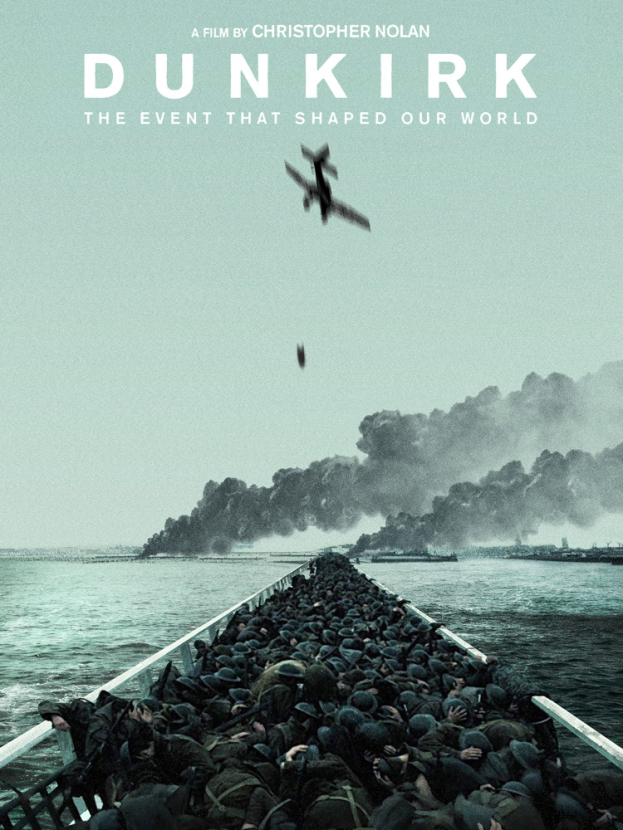 A FILM BY CHRISTOPHER NOLAN
DUNKIRK
THE EVENT THAT SHAPED OUR WORLD